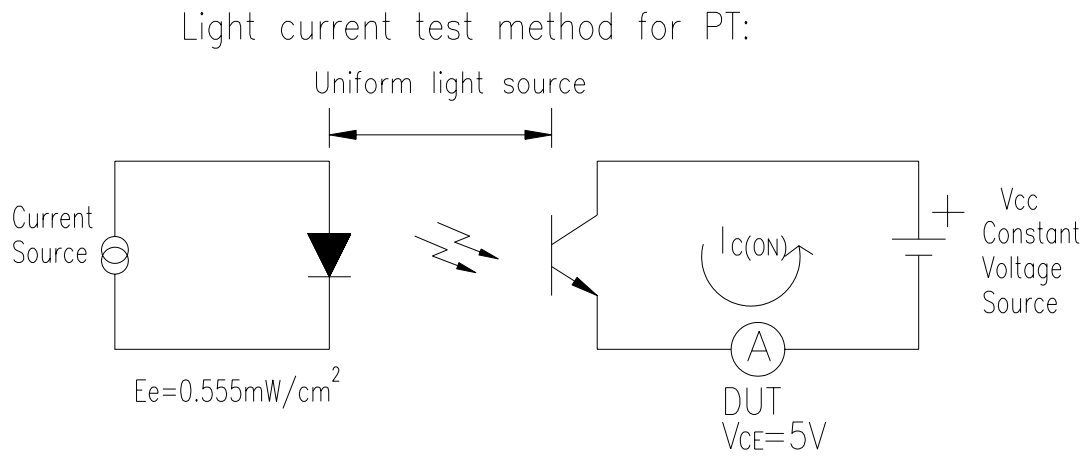 Light current test method for PT:
Uniform light source
Current
Source
IC(ON)
+
Vcc
Constant
Voltage
Source
A
Ee=0.555mW/cm²
DUT
VCE=5V